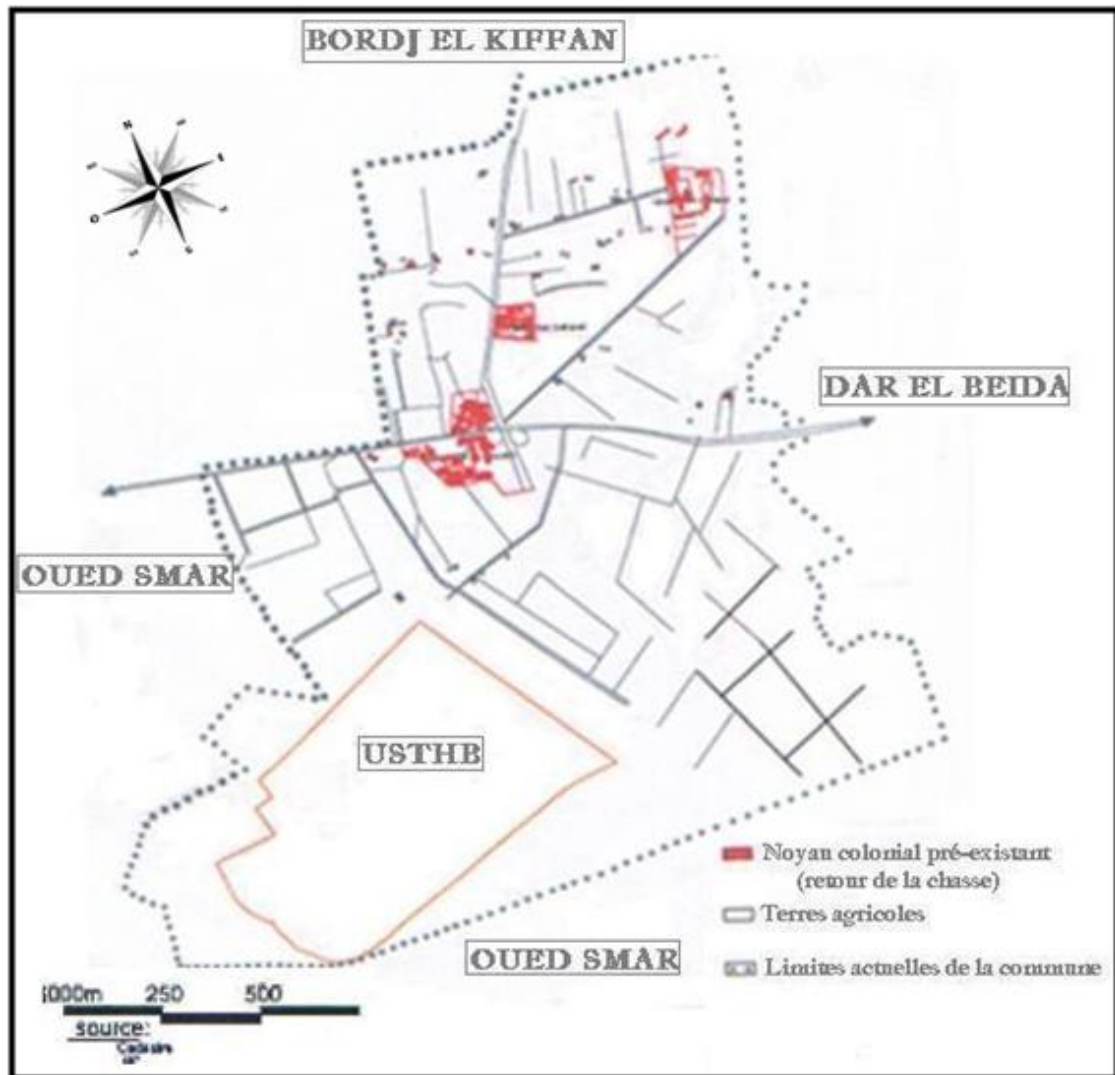 BORDJ EL KIFFAN
N
E
S
O
DAR EL BEIDA
OUED SMAR
USTHB
Noyau colonial pré-existant
(retour de la chasse)
Terres agricoles
OUED SMAR
Limites actuelles de la commune
1000m 250 500
source:
Cadastre